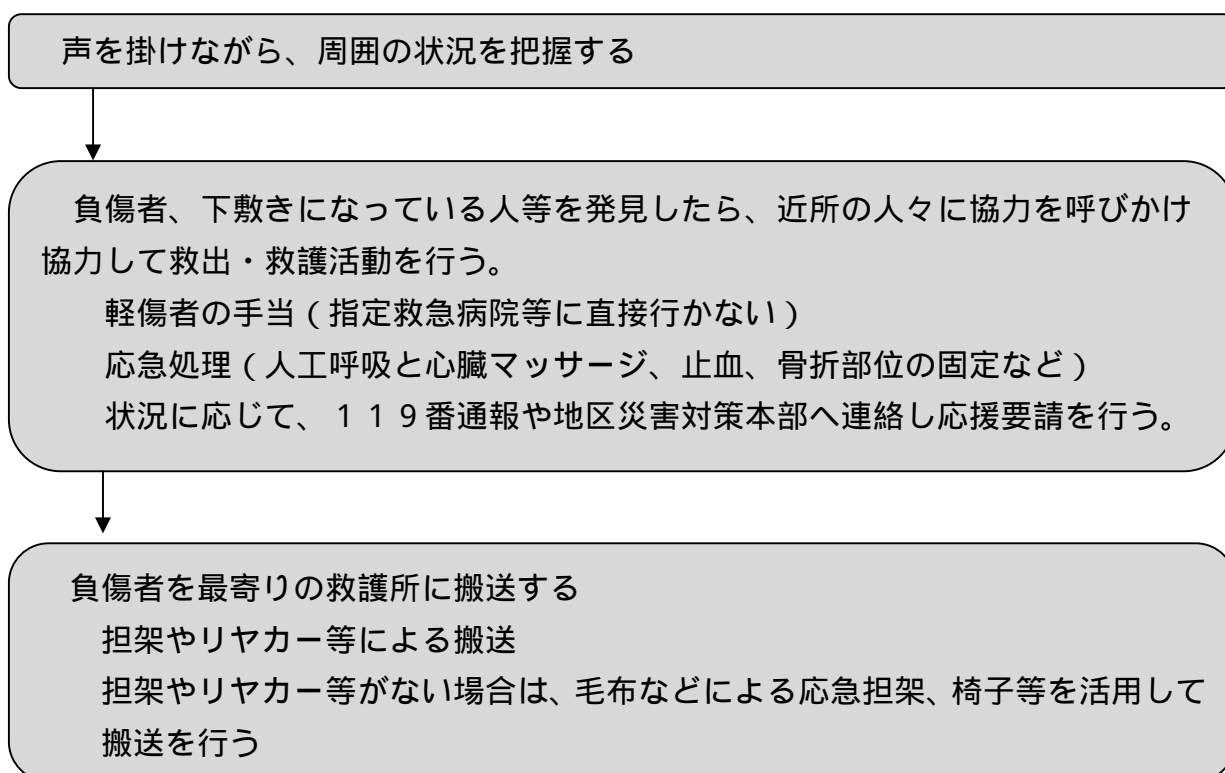 声を掛けながら、周囲の状況を把握する
負傷者、下敷きになっている人等を発見したら、近所の人々に協力を呼びかけ
協力して救出・救護活動を行う。
軽傷者の手当（指定救急病院等に直接行かない）
応急処理（人工呼吸と心臓マッサージ、止血、骨折部位の固定など）
状況に応じて、１１９番通報や地区災害対策本部へ連絡し応援要請を行う。
負傷者を最寄りの救護所に搬送する
担架やリヤカー等による搬送
担架やリヤカー等がない場合は、毛布などによる応急担架、椅子等を活用して
搬送を行う